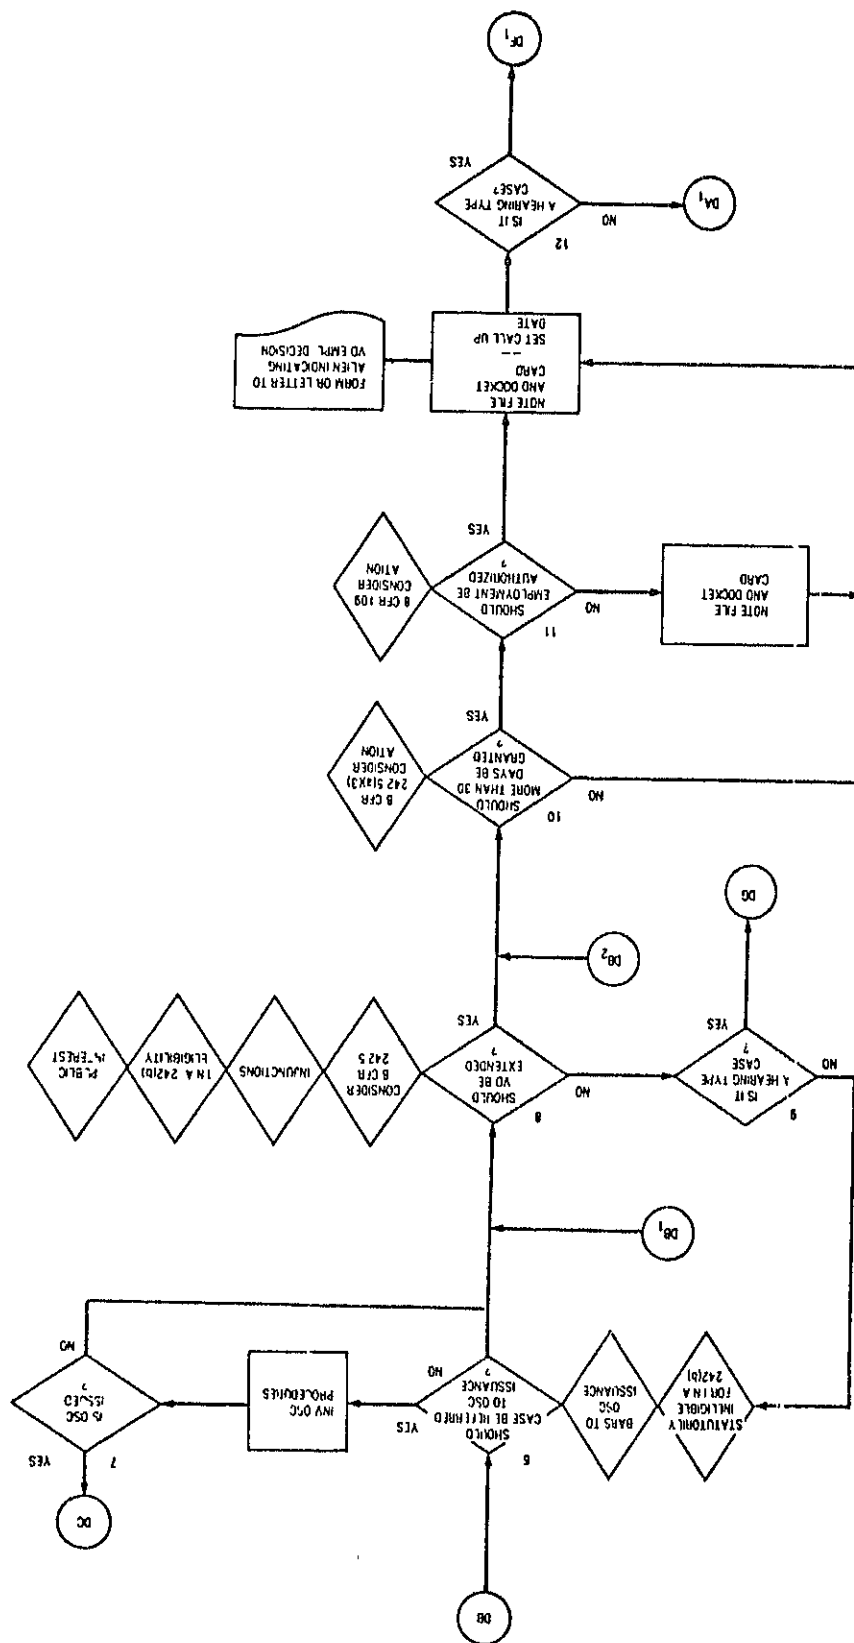 DB
SHOULD
CASE BE REFERRED
TO OSC
ISSUANCE
?
6
YES
NO
INV OSC
PROCEDURES
IS OSC
ISSUED
?
7
YES
NO
DC
BARS TO
OSC
ISSUANCE
STATUTORILY
INELIGIBLE
FOR INA
242(b)
DB1
SHOULD
VD BE
EXTENDED
?
8
YES
NO
CONSIDER
8 CFR
242 5
INJUNCTIONS
INA 242(b)
ELIGIBILITY
PUBLIC
INTEREST
IS IT
A HEARING TYPE
CASE
?
9
YES
NO
DG
DB2
SHOULD
MORE THAN 30
DAYS BE
GRANTED
?
10
YES
NO
8 CFR
242 5(a)(3)
CONSIDER
ATION
SHOULD
EMPLOYMENT BE
AUTHORIZED
?
11
YES
NO
8 CFR 109
CONSIDER
ATION
NOTE FILE
AND DOCKET
CARD
NOTE FILE
AND DOCKET
CARD
--
SET CALL UP
DATE
FORM OR LETTER TO
ALIEN INDICATING
VD EMPL DECISION
IS IT
A HEARING TYPE
CASE?
12
YES
NO
DA1
DF1